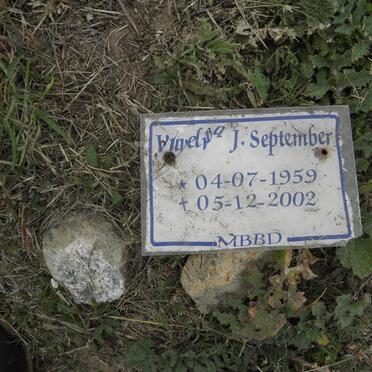 J. September
* 04-07-1959
† 05-12-2002
MBBD